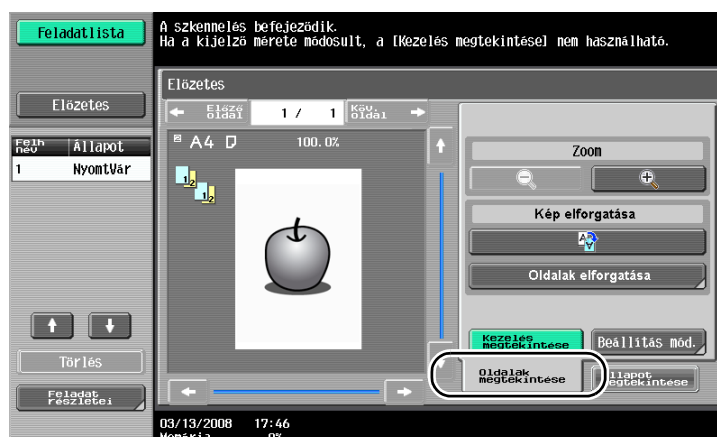 Feladatlista
A szkennelés befejeződik.
Ha a kijelző mérete módosult, a [Kezelés megtekintése] nem használható.
Előzetes
Előzetes
Előző oldal
1 / 1
Köv. oldal
A4
100.0%
Felh név
Állapot
1
NyomtVár
Zoom
Kép elforgatása
Oldalak elforgatása
Kezelés megtekintése
Beállítás mód.
Oldalak megtekintése
Állapot megtekintése
Törlés
Feladat részletei
03/13/2008 17:46
Memória 0%